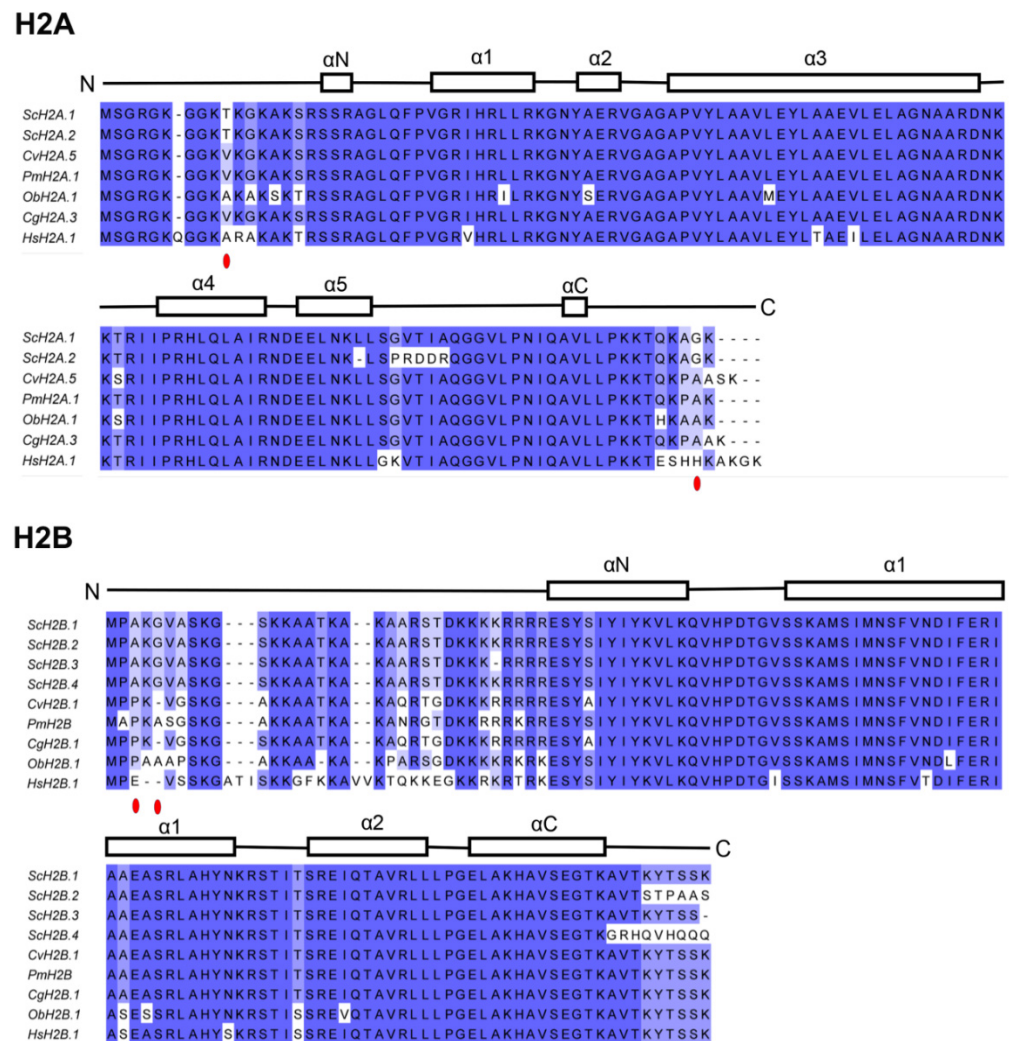 H2A
αN α1 α2 α3
N
ScH2A.1 MSGRGK-GGKTKGKAKSRSSRAGLQFPVGRIHRLLRKGNYAERVGAGAPVYLAAVLEYLAAEVLELAGNAARDNK
ScH2A.2 MSGRGK-GGKTKGKAKSRSSRAGLQFPVGRIHRLLRKGNYAERVGAGAPVYLAAVLEYLAAEVLELAGNAARDNK
CvH2A.5 MSGRGK-GGKVKGKAKSRSSRAGLQFPVGRIHRLLRKGNYAERVGAGAPVYLAAVLEYLAAEVLELAGNAARDNK
PmH2A.1 MSGRGK-GGKVKGKAKSRSSRAGLQFPVGRIHRLLRKGNYAERVGAGAPVYLAAVLEYLAAEVLELAGNAARDNK
ObH2A.1 MSGRGK-GGKAKAKSKTRSSRAGLQFPVGRIHRILRKGNYSERVGAGAPVYLAAVMEYLAAEVLELAGNAARDNK
CgH2A.3 MSGRGK-GGKVKGKAKSRSSRAGLQFPVGRIHRLLRKGNYAERVGAGAPVYLAAVLEYLAAEVLELAGNAARDNK
HsH2A.1 MSGRGKQGGKARAKAKTRSSRAGLQFPVGRVHRLLRKGNYAERVGAGAPVYLAAVLEYLTAEILELAGNAARDNK
α4 α5 αC
C
ScH2A.1 KTRIIPRHLQLAIRNDEELNKLLSGVTIAQGGVLPNIQAVLLPKKTQKAGK----
ScH2A.2 KTRIIPRHLQLAIRNDEELNK-LSPRDDRQGGVLPNIQAVLLPKKTQKAGK----
CvH2A.5 KSRIIPRHLQLAIRNDEELNKLLSGVTIAQGGVLPNIQAVLLPKKTQKPAASK--
PmH2A.1 KTRIIPRHLQLAIRNDEELNKLLSGVTIAQGGVLPNIQAVLLPKKTQKPAK----
ObH2A.1 KSRIIPRHLQLAIRNDEELNKLLSGVTIAQGGVLPNIQAVLLPKKTHKAAK----
CgH2A.3 KTRIIPRHLQLAIRNDEELNKLLSGVTIAQGGVLPNIQAVLLPKKTQKPAAK----
HsH2A.1 KTRIIPRHLQLAIRNDEELNKLLGKVTIAQGGVLPNIQAVLLPKKTESHHKAKGK
H2B
αN α1
N
ScH2B.1 MPAKGVASKG---SKKAATKA--KAARSTDKKKKRRRRESYSIYIYKVLKQVHPDTGVSSKAMSIMNSFVNDIFERI
ScH2B.2 MPAKGVASKG---SKKAATKA--KAARSTDKKKKRRRRESYSIYIYKVLKQVHPDTGVSSKAMSIMNSFVNDIFERI
ScH2B.3 MPAKGVASKG---SKKAATKA--KAARSTDKKK-RRRRESYSIYIYKVLKQVHPDTGVSSKAMSIMNSFVNDIFERI
ScH2B.4 MPAKGVASKG---SKKAATKA--KAARSTDKKKKRRRRESYSIYIYKVLKQVHPDTGVSSKAMSIMNSFVNDIFERI
CvH2B.1 MPPK-VGSKG---AKKAATKA--KAQRTGDKKKRRRRRESYAIYIYKVLKQVHPDTGVSSKAMSIMNSFVNDIFERI
PmH2B MAPKASGSKG---AKKAATKA--KANRGTDKKRRRKRRESYSIYIYKVLKQVHPDTGVSSKAMSIMNSFVNDIFERI
CgH2B.1 MPPK-VGSKG---SKKAATKA--KAQRTGDKKKRRRRRESYAIYIYKVLKQVHPDTGVSSKAMSIMNSFVNDIFERI
ObH2B.1 MPPAAAPSKG---AKKAA-KA--KPARSGDKKKKRKRKESYSIYIYKVLKQVHPDTGVSSKAMSIMNSFVNDLFERI
HsH2B.1 MPE--VSSKGATISKKGFKKAVVKTQKKEGKKRKRTRKESYSIYIYKVLKQVHPDTGISSKAMSIMNSFVTDIFERI
α1 α2 αC
C
ScH2B.1 AAEASRLAHYNKRSTITSREIQTAVRLLLPGELAKHAVSEGTKAVTKYTSSK
ScH2B.2 AAEASRLAHYNKRSTITSREIQTAVRLLLPGELAKHAVSEGTKAVTSTPAAS
ScH2B.3 AAEASRLAHYNKRSTITSREIQTAVRLLLPGELAKHAVSEGTKAVTKYTSS-
ScH2B.4 AAEASRLAHYNKRSTITSREIQTAVRLLLPGELAKHAVSEGTKGRHQVHQQQ
CvH2B.1 AAEASRLAHYNKRSTITSREIQTAVRLLLPGELAKHAVSEGTKAVTKYTSSK
PmH2B AAEASRLAHYNKRSTITSREIQTAVRLLLPGELAKHAVSEGTKAVTKYTSSK
CgH2B.1 AAEASRLAHYNKRSTITSREIQTAVRLLLPGELAKHAVSEGTKAVTKYTSSK
ObH2B.1 ASESSRLAHYNKRSTISSREVQTAVRLLLPGELAKHAVSEGTKAVTKYTSSK
HsH2B.1 ASEASRLAHYSKRSTISSREIQTAVRLLLPGELAKHAVSEGTKAVTKYTSSK